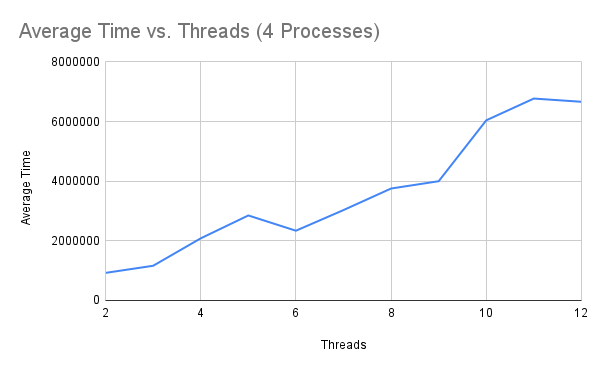 Average Time vs. Threads (4 Processes)
8000000
6000000
4000000
2000000
0
Average Time
2 4 6 8 10 12
Threads